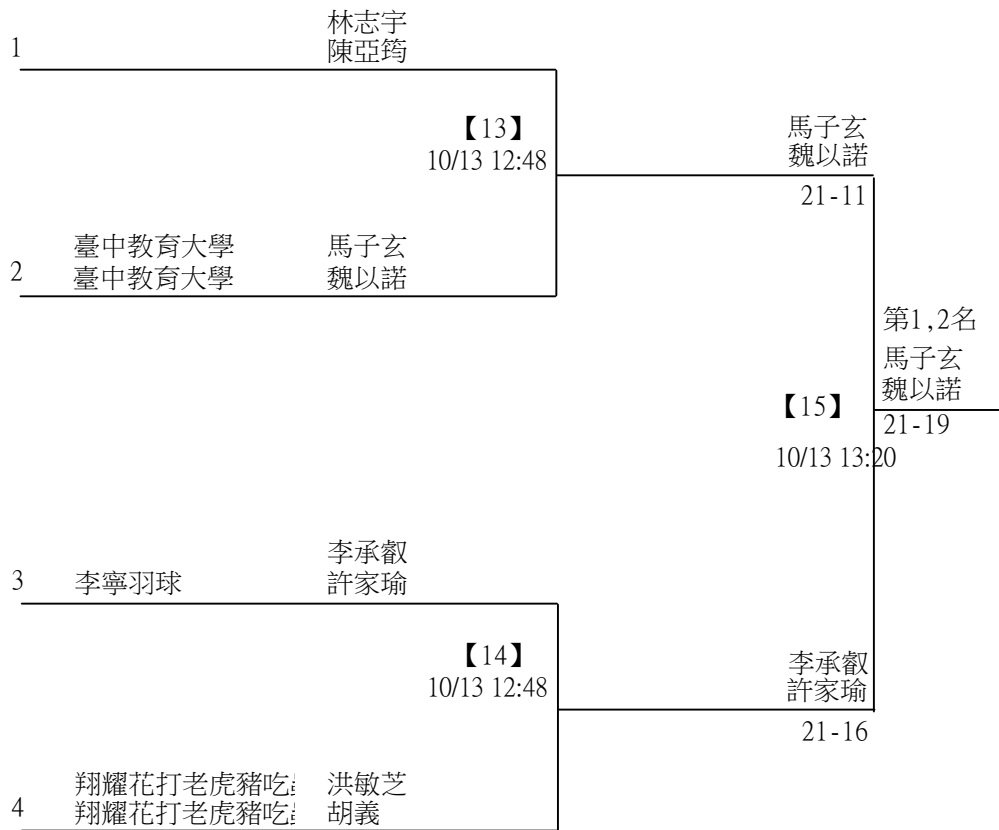 林志宇
1 陳亞筠
【13】
10/13 12:48
馬子玄
魏以諾
21-11
臺中教育大學 馬子玄
2 臺中教育大學 魏以諾
第1,2名
馬子玄
魏以諾
【15】
21-19
10/13 13:20
李承叡
3 李寧羽球 許家瑜
【14】
10/13 12:48
李承叡
許家瑜
21-16
翔耀花打老虎豬吃 洪敏芝
4 翔耀花打老虎豬吃 胡義